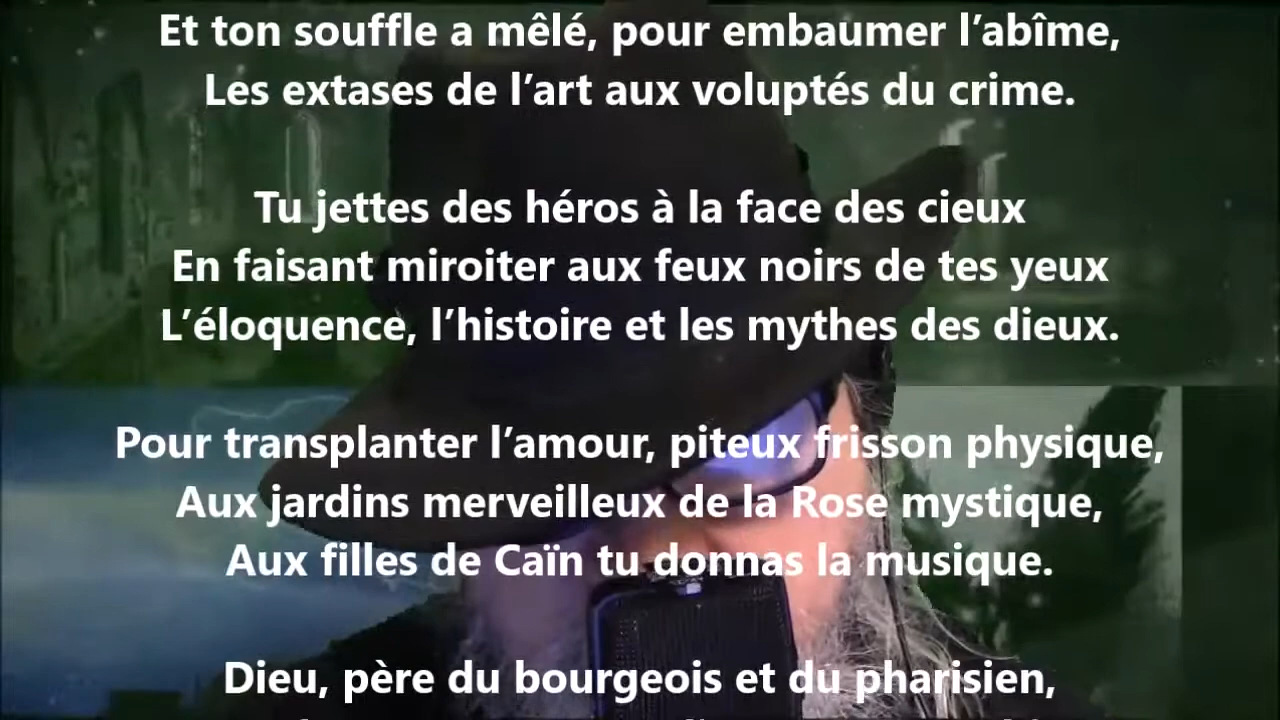 Et ton souffle a mêlé, pour embaumer l’abîme,
Les extases de l’art aux voluptés du crime.
Tu jettes des héros à la face des cieux
En faisant miroiter aux feux noirs de tes yeux
L’éloquence, l’histoire et les mythes des dieux.
Pour transplanter l’amour, piteux frisson physique,
Aux jardins merveilleux de la Rose mystique,
Aux filles de Caïn tu donnas la musique.
Dieu, père du bourgeois et du pharisien,